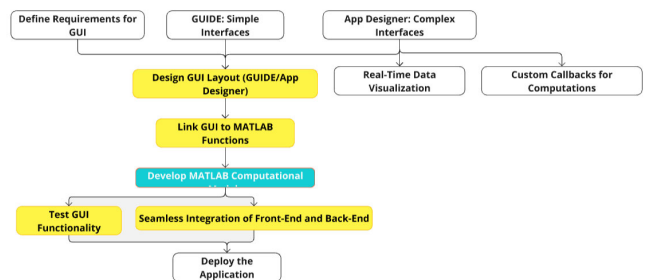 Define Requirements for
GUI
GUIDE: Simple
Interfaces
App Designer: Complex
Interfaces
Design GUI Layout (GUIDE/App
Designer)
Real-Time Data
Visualization
Custom Callbacks for
Computations
Link GUI to MATLAB
Functions
Develop MATLAB Computational
Test GUI
Functionality
Seamless Integration of Front-End and Back-End
Deploy the
Application